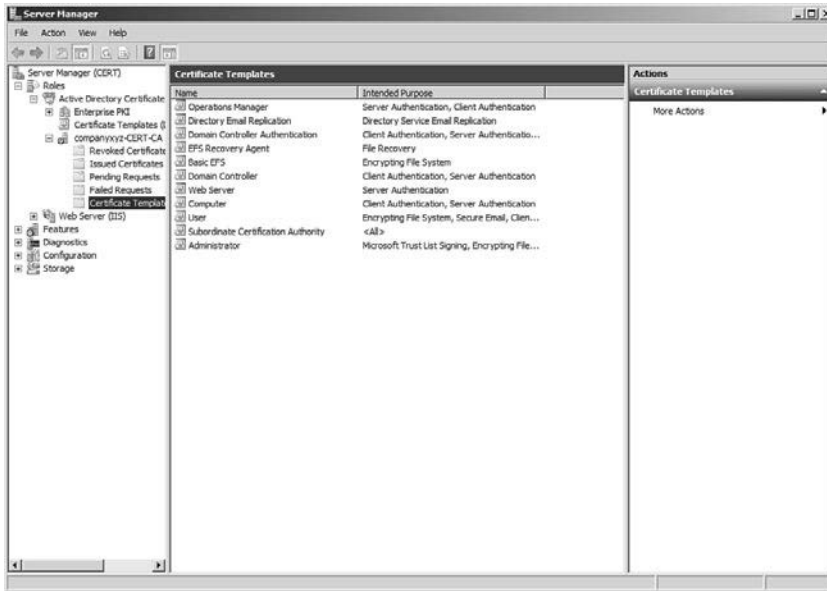 Server Manager
File Action View Help
Server Manager (CERT)
Roles
Active Directory Certificate
Enterprise PKI
Certificate Templates (
companyxyz-CERT-CA
Revoked Certificate
Issued Certificates
Pending Requests
Failed Requests
Certificate Templat
Web Server (IIS)
Features
Diagnostics
Configuration
Storage
Certificate Templates
Name Intended Purpose
Operations Manager Server Authentication, Client Authentication
Directory Email Replication Directory Service Email Replication
Domain Controller Authentication Client Authentication, Server Authenticatio...
EFS Recovery Agent File Recovery
Basic EFS Encrypting File System
Domain Controller Client Authentication, Server Authentication
Web Server Server Authentication
Computer Client Authentication, Server Authentication
User Encrypting File System, Secure Email, Clien...
Subordinate Certification Authority <All>
Administrator Microsoft Trust List Signing, Encrypting File...
Actions
Certificate Templates
More Actions